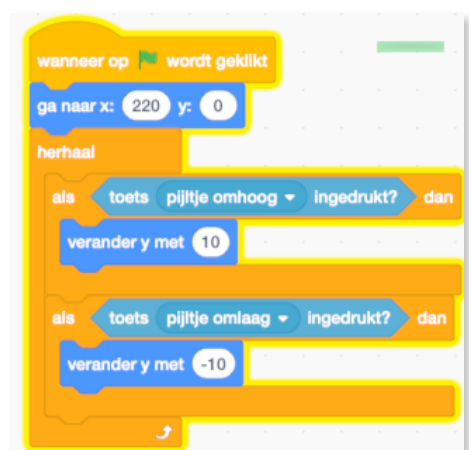 wanneer op wordt geklikt
ga naar x: 220 y: 0
herhaal
als toets pijltje omhoog ingedrukt? dan
verander y met 10
als toets pijltje omlaag ingedrukt? dan
verander y met -10